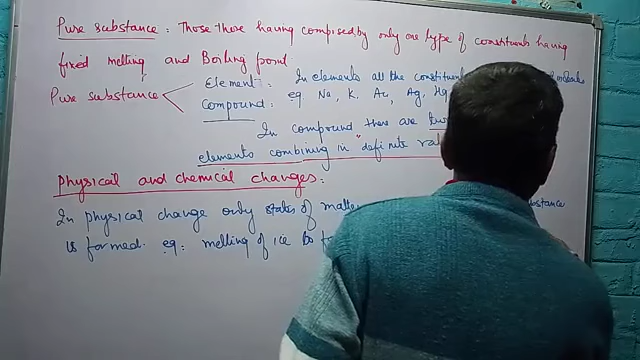 Pure substance : Those those having composed by only one type of constituents having
fixed melting and Boiling point
Pure substance
Element : In elements all the constituent
Compound : eg Na, K. Au, Ag, Hg
In compound there are two
elements combining in definite
Physical and chemical changes :
In physical change only states of matter substance
is formed. eg : melting of ice to